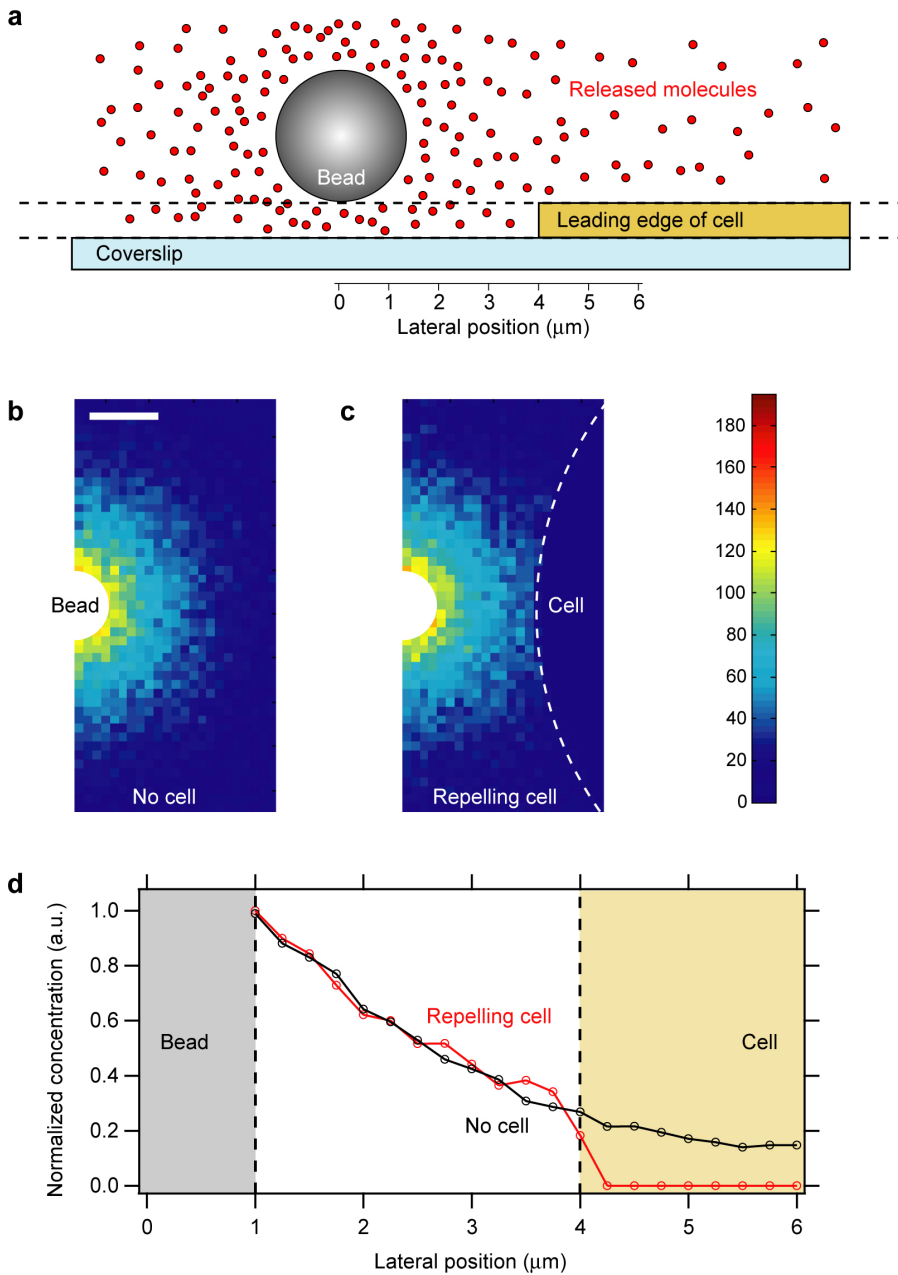 a
Released molecules
Bead
Leading edge of cell
Coverslip
0 1 2 3 4 5 6
Lateral position (μm)
b
c
Bead
Cell
No cell
Repelling cell
180
160
140
120
100
80
60
40
20
0
d
Normalized concentration (a.u.)
1.0
0.8
0.6
0.4
0.2
0.0
Repelling cell
Bead
Cell
No cell
0 1 2 3 4 5 6
Lateral position (μm)